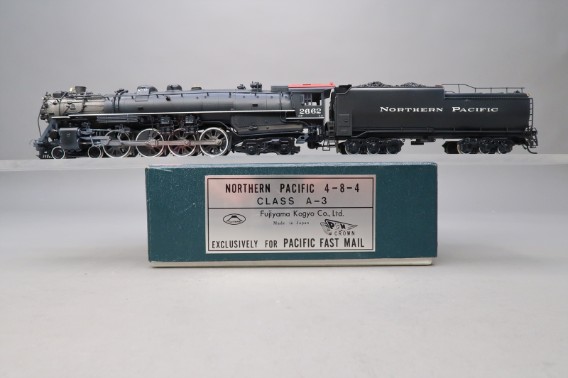 2662
NORTHERN PACIFIC
NORTHERN PACIFIC 4-8-4
CLASS A-3
Fujiyama Kogyo Co., Ltd.
Made in Japan
CROWN
EXCLUSIVELY FOR PACIFIC FAST MAIL